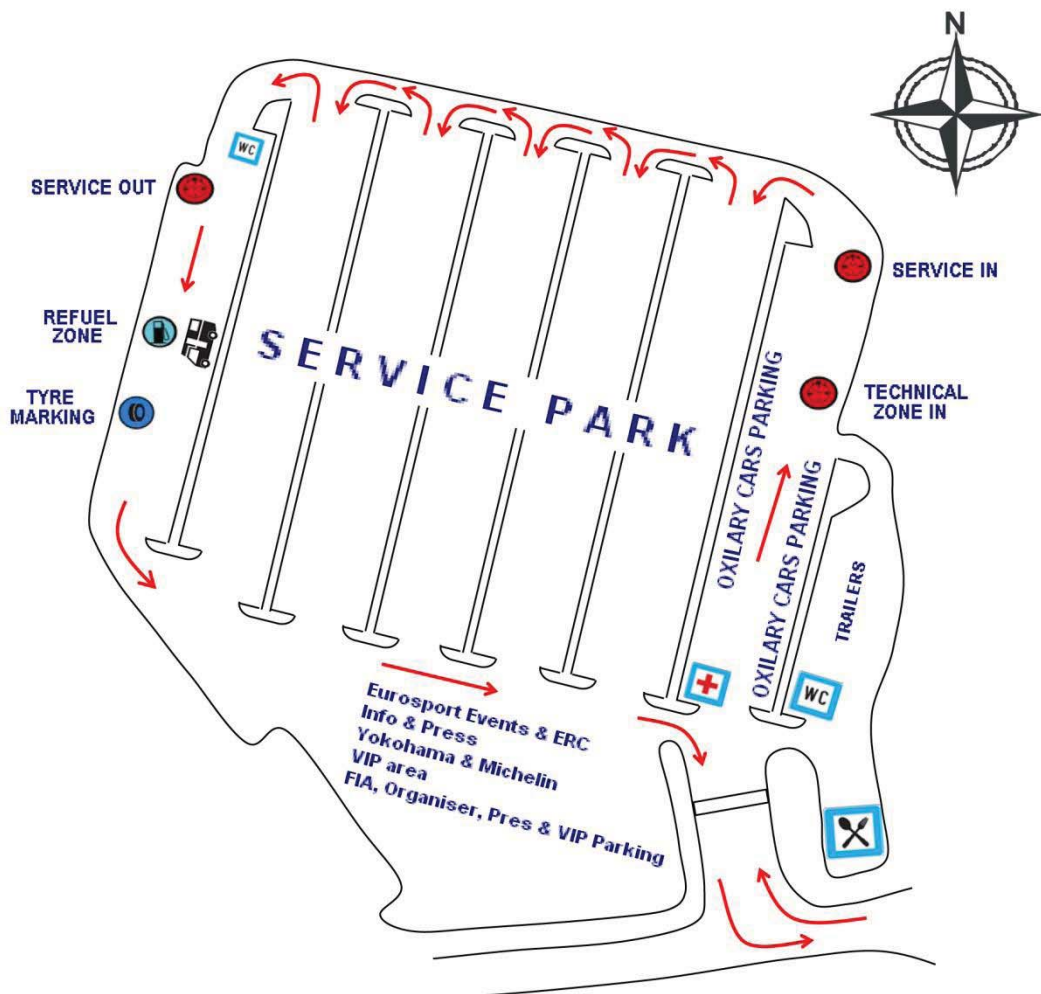 N
WC
SERVICE OUT
SERVICE IN
REFUEL
ZONE
SERVICE PARK
TYRE
MARKING
TECHNICAL
ZONE IN
OXILARY CARS PARKING
OXILARY CARS PARKING
TRAILERS
WC
Eurosport Events & ERC
Info & Press
Yokohama & Michelin
VIP area
FIA, Organiser, Pres & VIP Parking